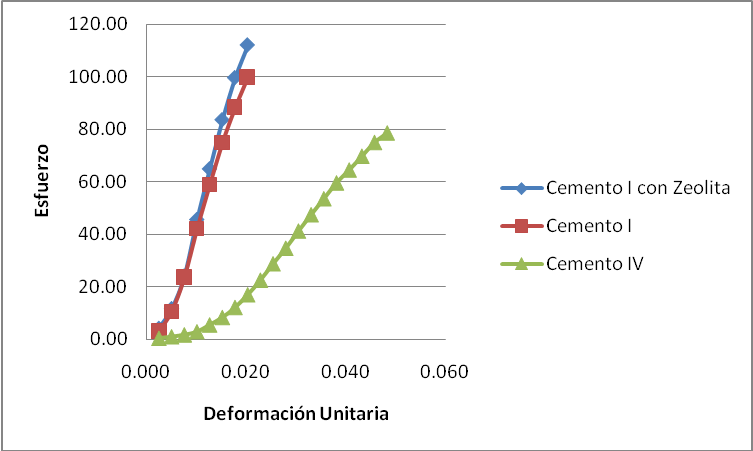 120.00
100.00
80.00
60.00
40.00
20.00
0.00
Esfuerzo
0.000 0.020 0.040 0.060
Deformación Unitaria
Cemento I con Zeolita
Cemento I
Cemento IV